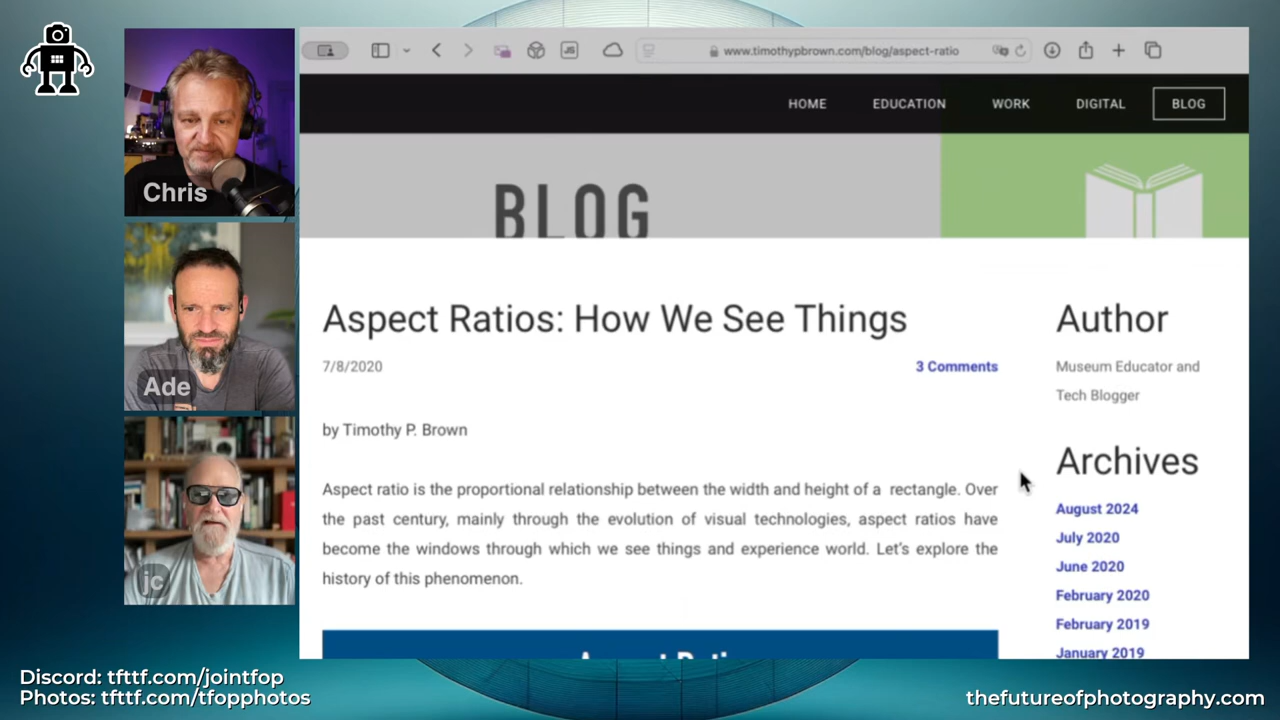 Chris
Ade
jc
www.timothypbrown.com/blog/aspect-ratio
JS
HOME EDUCATION WORK DIGITAL BLOG
BLOG
Aspect Ratios: How We See Things
7/8/2020 3 Comments
by Timothy P. Brown
Aspect ratio is the proportional relationship between the width and height of a rectangle. Over
the past century, mainly through the evolution of visual technologies, aspect ratios have
become the windows through which we see things and experience world. Let's explore the
history of this phenomenon.
Author
Museum Educator and
Tech Blogger
Archives
August 2024
July 2020
June 2020
February 2020
February 2019
January 2019
Discord: tfttf.com/jointfop
Photos: tfttf.com/tfopphotos
thefutureofphotography.com